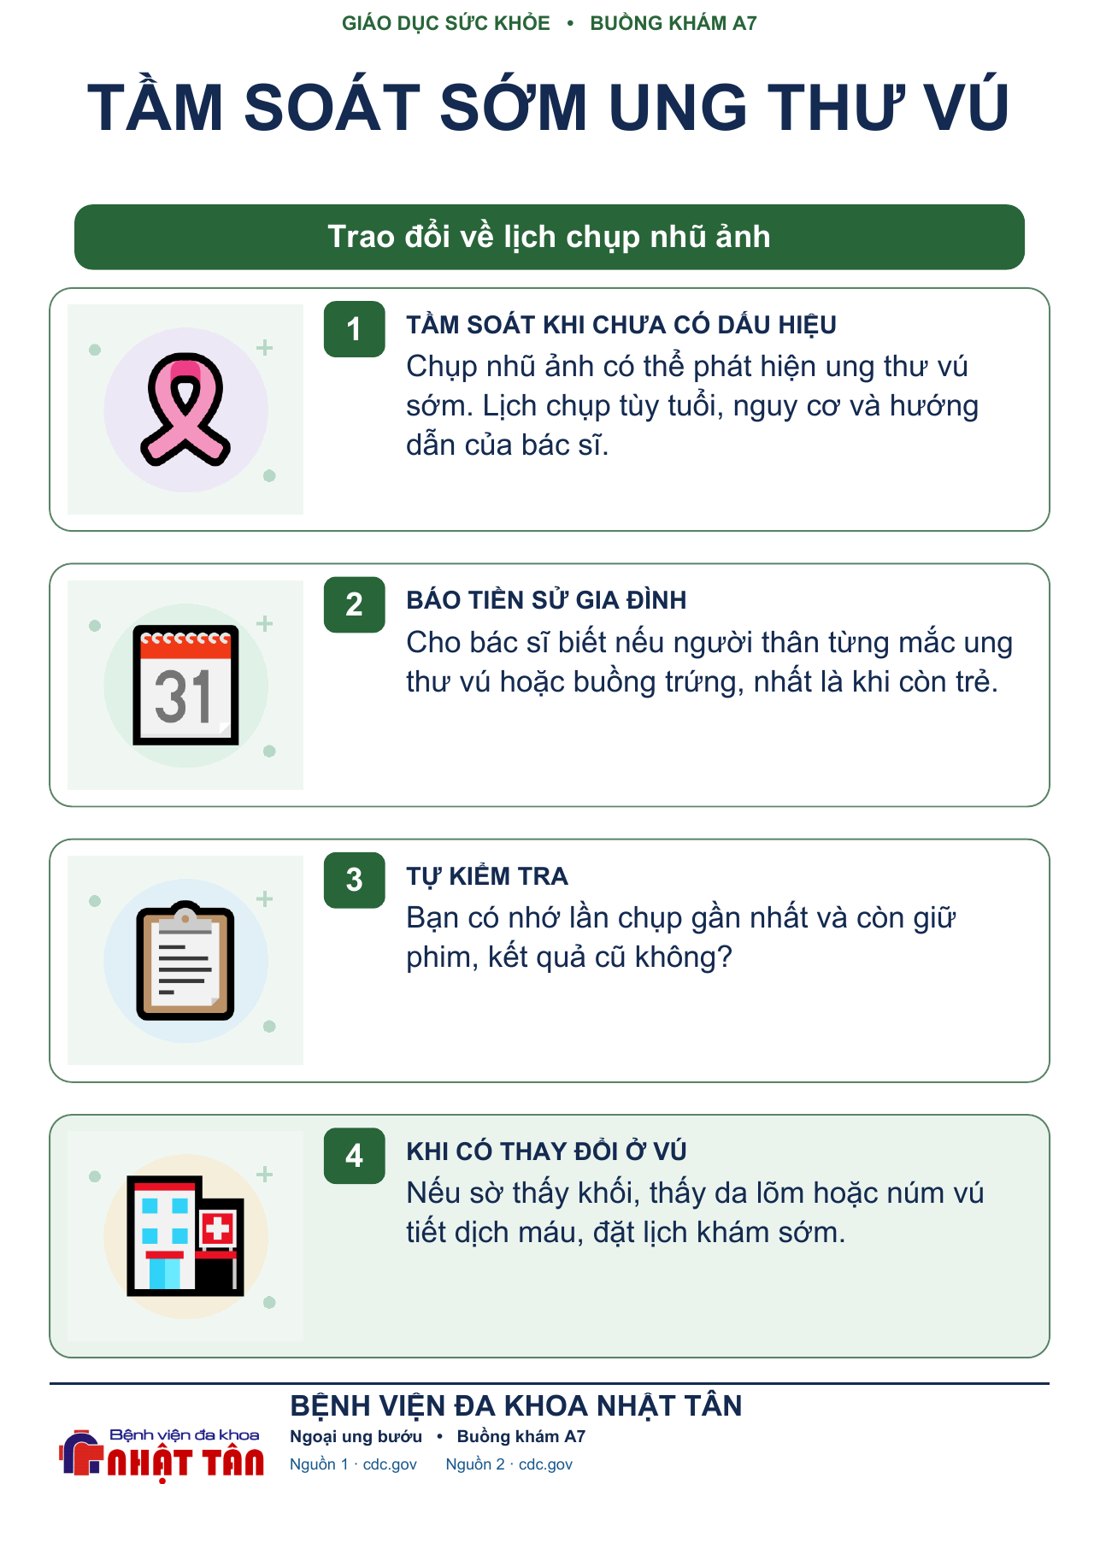 GIÁO DỤC SỨC KHỎE • BUỒNG KHÁM A7
TẦM SOÁT SỚM UNG THƯ VÚ
Trao đổi về lịch chụp nhũ ảnh
1
TẦM SOÁT KHI CHƯA CÓ DẤU HIỆU
Chụp nhũ ảnh có thể phát hiện ung thư vú
sớm. Lịch chụp tùy tuổi, nguy cơ và hướng
dẫn của bác sĩ.
31
2
BÁO TIỀN SỬ GIA ĐÌNH
Cho bác sĩ biết nếu người thân từng mắc ung
thư vú hoặc buồng trứng, nhất là khi còn trẻ.
3
TỰ KIỂM TRA
Bạn có nhớ lần chụp gần nhất và còn giữ
phim, kết quả cũ không?
4
KHI CÓ THAY ĐỔI Ở VÚ
Nếu sờ thấy khối, thấy da lõm hoặc núm vú
tiết dịch máu, đặt lịch khám sớm.
Bệnh viện đa khoa
NHẬT TÂN
BỆNH VIỆN ĐA KHOA NHẬT TÂN
Ngoại ung bướu • Buồng khám A7
Nguồn 1 · cdc.gov Nguồn 2 · cdc.gov